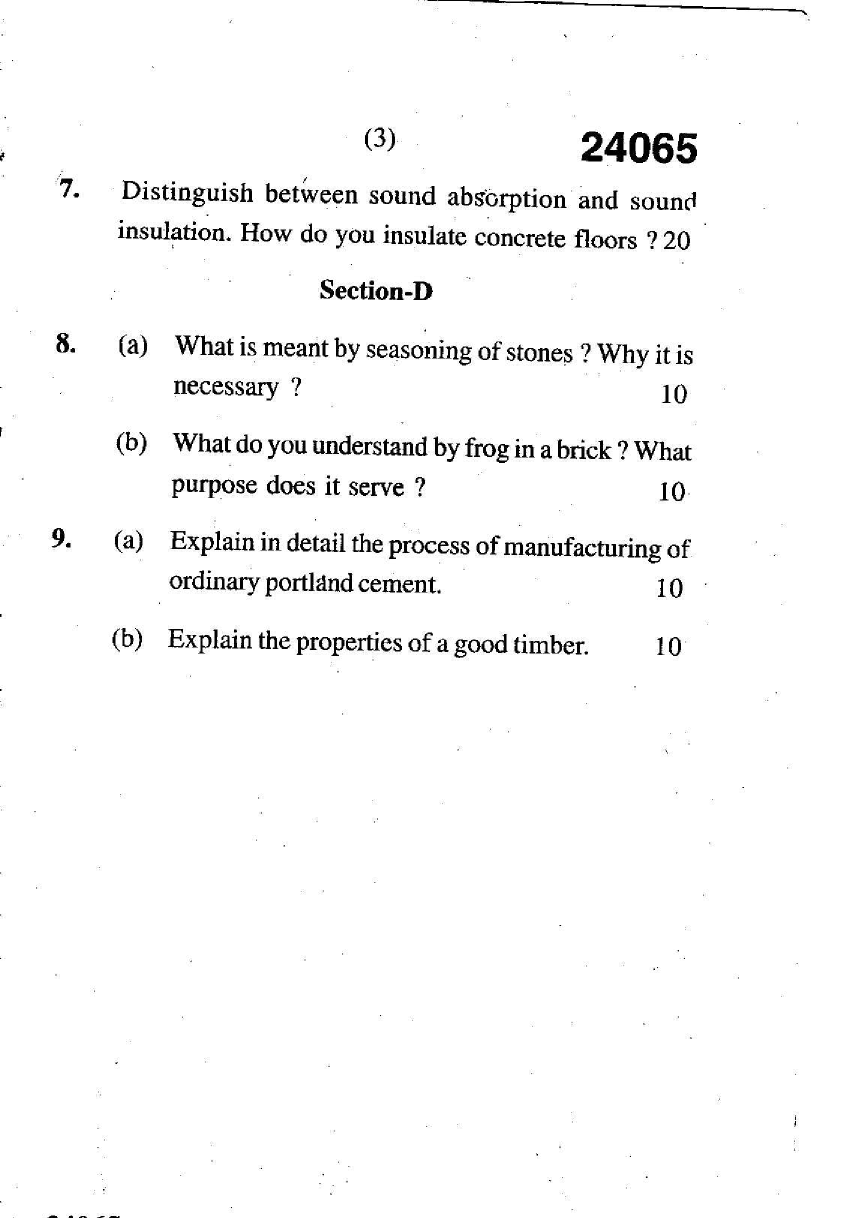 (3) 24065
7. Distinguish between sound absorption and sound
insulation. How do you insulate concrete floors ? 20
Section-D
8. (a) What is meant by seasoning of stones ? Why it is
necessary ? 10
(b) What do you understand by frog in a brick ? What
purpose does it serve ? 10
9. (a) Explain in detail the process of manufacturing of
ordinary portland cement. 10
(b) Explain the properties of a good timber. 10